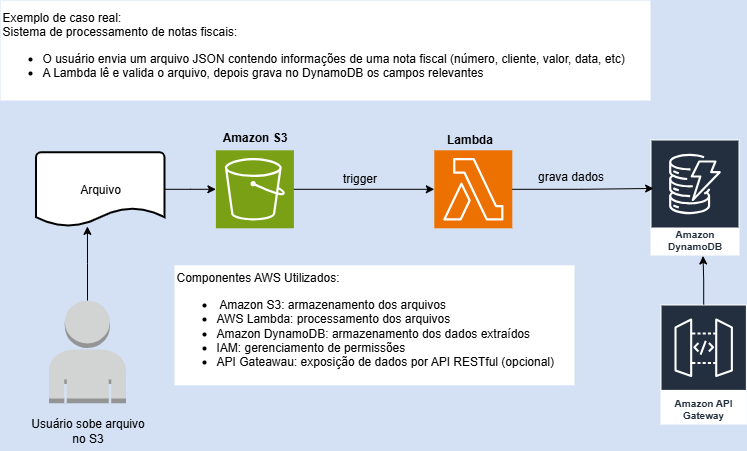 Exemplo de caso real:
Sistema de processamento de notas fiscais:
• O usuário envia um arquivo JSON contendo informações de uma nota fiscal (número, cliente, valor, data, etc)
• A Lambda lê e valida o arquivo, depois grava no DynamoDB os campos relevantes
Amazon S3
Lambda
Arquivo
trigger
grava dados
Amazon
DynamoDB
Componentes AWS Utilizados:
• Amazon S3: armazenamento dos arquivos
• AWS Lambda: processamento dos arquivos
• Amazon DynamoDB: armazenamento dos dados extraídos
• IAM: gerenciamento de permissões
• API Gateawau: exposição de dados por API RESTful (opcional)
Usuário sobe arquivo
no S3
Amazon API
Gateway